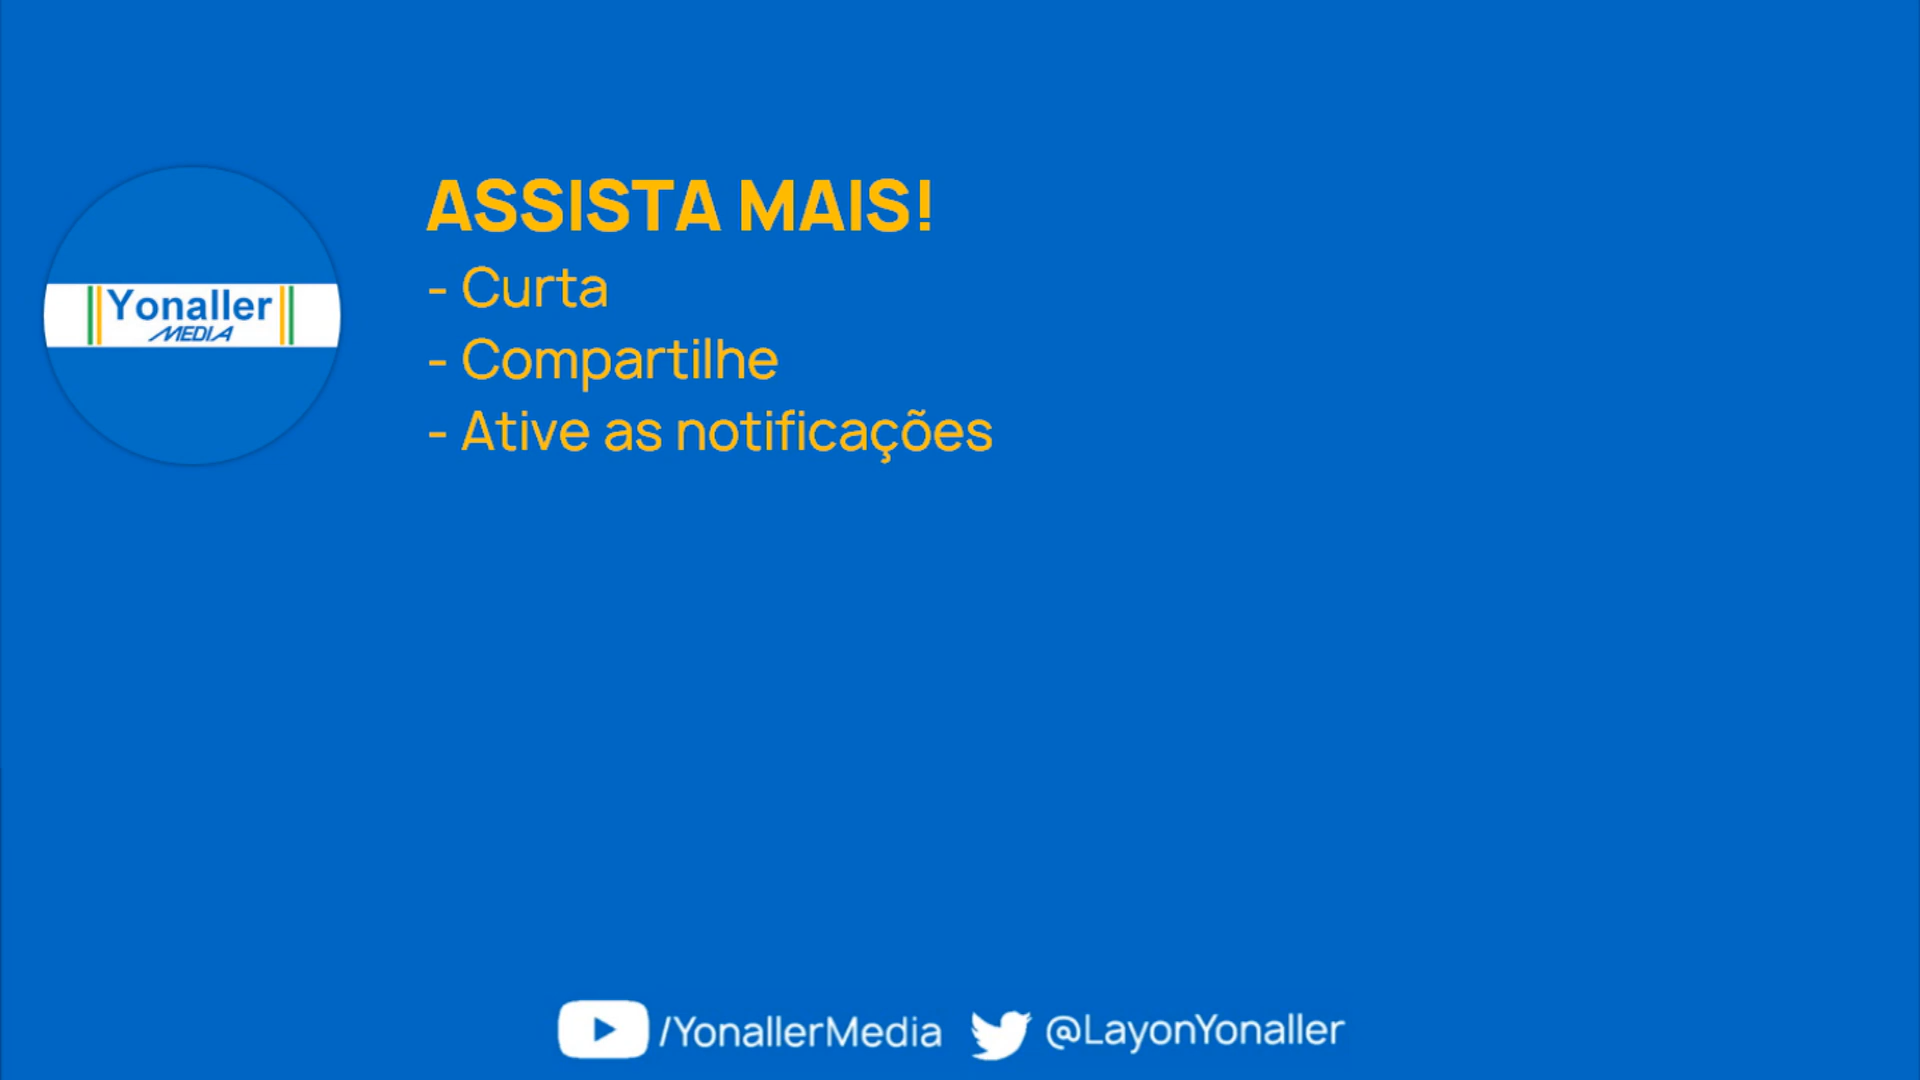 Yonaller
MEDIA
ASSISTA MAIS!
- Curta
- Compartilhe
- Ative as notificações
/YonallerMedia @LayonYonaller